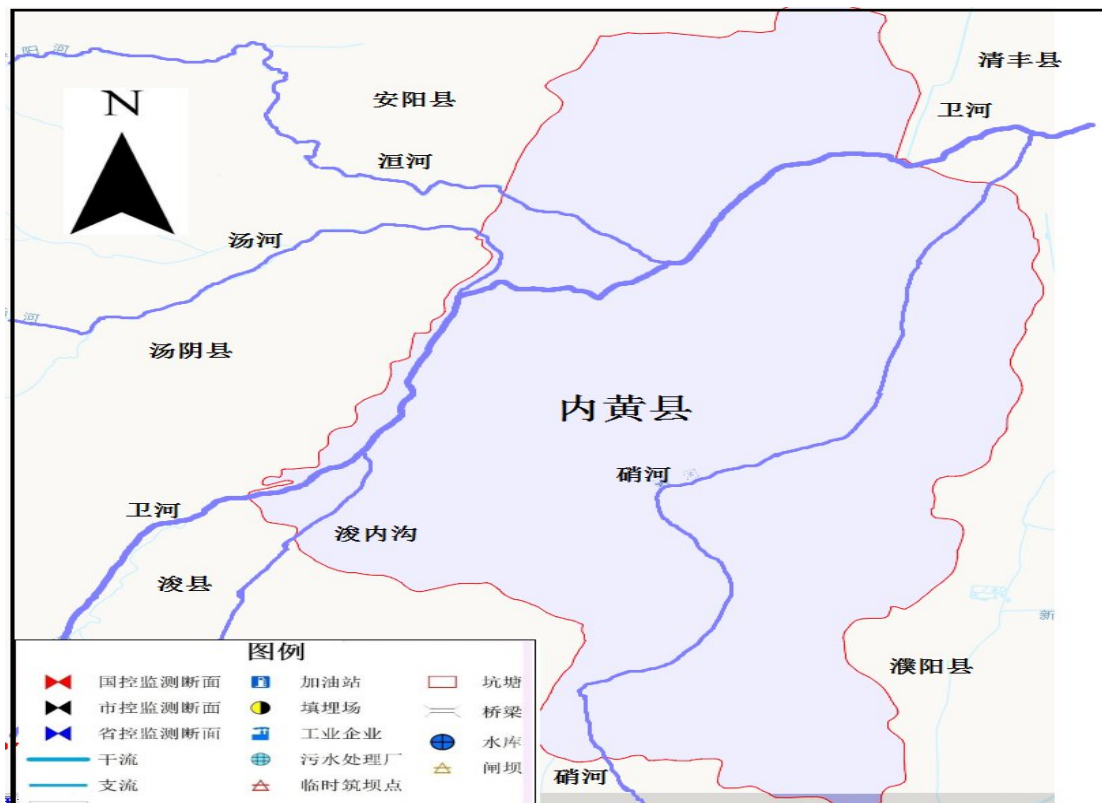 阳河
清丰县
安阳县
卫河
N
洹河
汤河
河
汤阴县
内黄县
硝河
卫河
浚内沟
浚县
新
濮阳县
图例
国控监测断面 加油站 坑塘
市控监测断面 填埋场 桥梁
省控监测断面 工业企业 水库
干流 污水处理厂 闸坝
支流 临时筑坝点
硝河